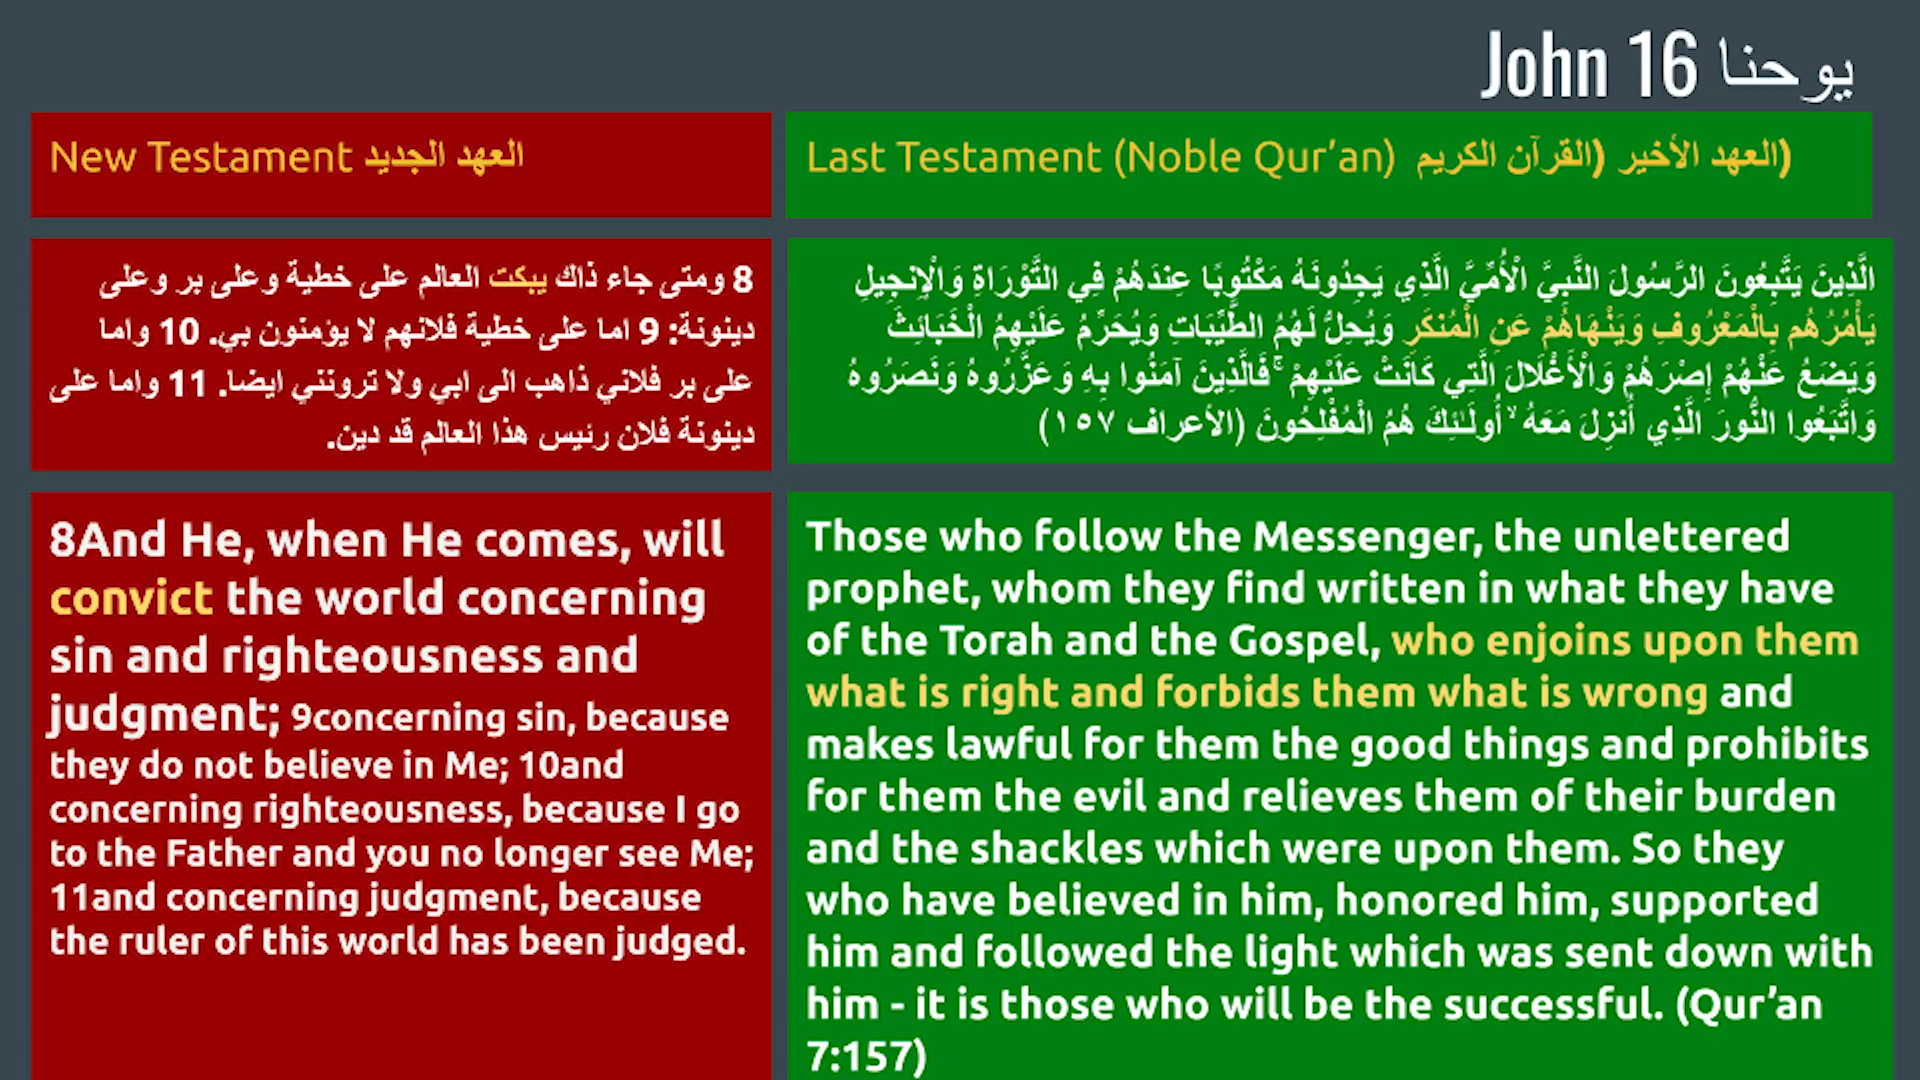 John 16 يوحنا
New Testament العهد الجديد
Last Testament (Noble Qur’an) العهد الأخير (القرآن الكريم)
8 ومتى جاء ذاك يبكت العالم على خطية وعلى بر وعلى
دينونة: 9 اما على خطية فلانهم لا يؤمنون بي. 10 واما
على بر فلاني ذاهب الى ابي ولا ترونني ايضا. 11 واما على
دينونة فلان رئيس هذا العالم قد دين.
الَّذِينَ يَتَّبِعُونَ الرَّسُولَ النَّبِيَّ الْأُمِّيَّ الَّذِي يَجِدُونَهُ مَكْتُوبًا عِندَهُمْ فِي التَّوْرَاةِ وَالْإِنجِيلِ
يَأْمُرُهُم بِالْمَعْرُوفِ وَيَنْهَاهُمْ عَنِ الْمُنكَرِ وَيُحِلُّ لَهُمُ الطَّيِّبَاتِ وَيُحَرِّمُ عَلَيْهِمُ الْخَبَائِثَ
وَيَضَعُ عَنْهُمْ إِصْرَهُمْ وَالْأَغْلَالَ الَّتِي كَانَتْ عَلَيْهِمْ ۚ فَالَّذِينَ آمَنُوا بِهِ وَعَزَّرُوهُ وَنَصَرُوهُ
وَاتَّبَعُوا النُّورَ الَّذِي أُنزِلَ مَعَهُ ۙ أُولَـٰئِكَ هُمُ الْمُفْلِحُونَ (الأعراف ١٥٧)
8And He, when He comes, will
convict the world concerning
sin and righteousness and
judgment; 9concerning sin, because
they do not believe in Me; 10and
concerning righteousness, because I go
to the Father and you no longer see Me;
11and concerning judgment, because
the ruler of this world has been judged.
Those who follow the Messenger, the unlettered
prophet, whom they find written in what they have
of the Torah and the Gospel, who enjoins upon them
what is right and forbids them what is wrong and
makes lawful for them the good things and prohibits
for them the evil and relieves them of their burden
and the shackles which were upon them. So they
who have believed in him, honored him, supported
him and followed the light which was sent down with
him - it is those who will be the successful. (Qur’an
7:157)